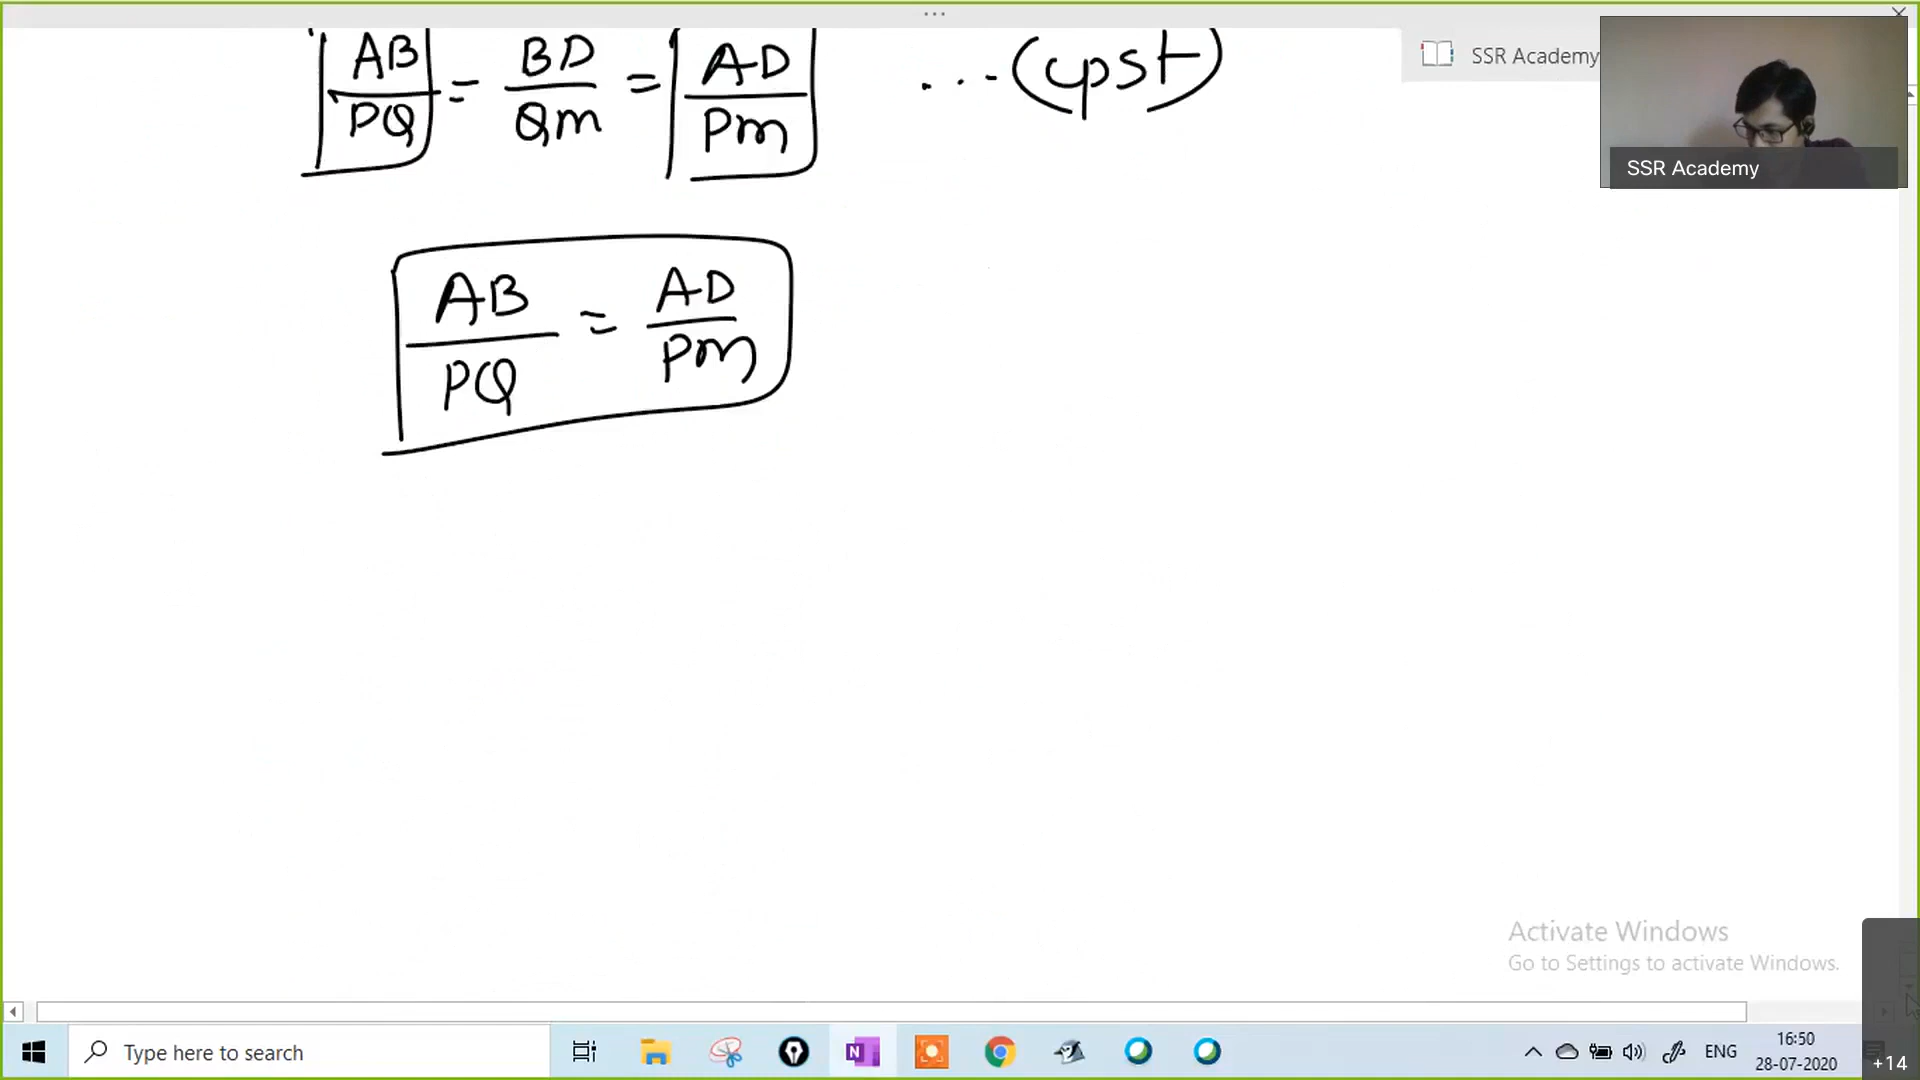 SSR Academy
AB/PQ = BD/Qm = AD/Pm ...(cpst)
SSR Academy
AB/PQ = AD/Pm
Activate Windows
Go to Settings to activate Windows.
Type here to search
ENG
16:50
28-07-2020
+14